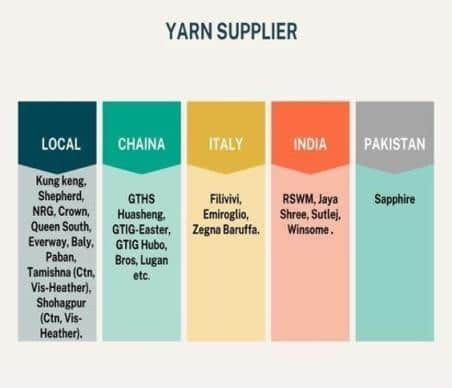 YARN SUPPLIER
LOCAL
Kung keng,
Shepherd,
NRG, Crown,
Queen South,
Everway, Baly,
Paban,
Tamishna (Ctn,
Vis-Heather),
Shohagpur
(Ctn, Vis-
Heather).
CHAINA
GTHS
Huasheng,
GTIG-Easter,
GTIG Hubo,
Bros, Lugan
etc.
ITALY
Filivivi,
Emiroglio,
Zegna Baruffa.
INDIA
RSWM, Jaya
Shree, Sutlej,
Winsome.
PAKISTAN
Sapphire